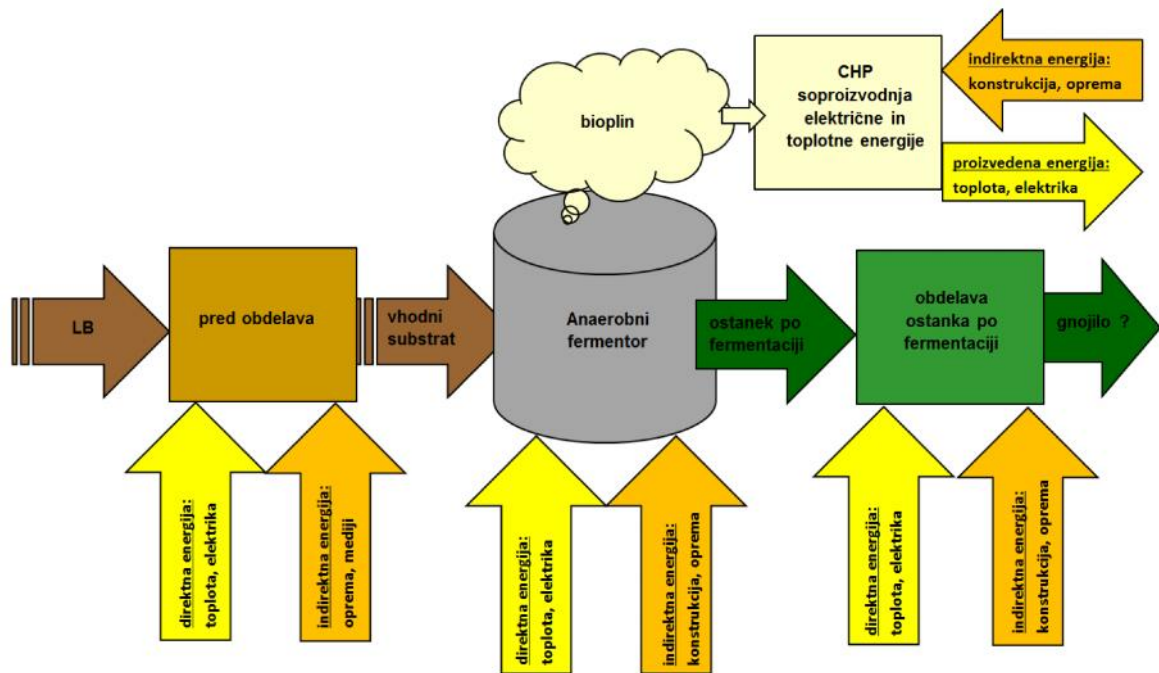 bioplin
CHP
soproizvodnja
električne in
toplotne energije
indirektna energija:
konstrukcija, oprema
proizvedena energija:
toplota, elektrika
LB
pred obdelava
vhodni
substrat
Anaerobni
fermentor
ostanek po
fermentaciji
obdelava
ostanka po
fermentaciji
gnojilo ?
direktna energija:
toplota, elektrika
indirektna energija:
oprema, mediji
direktna energija:
toplota, elektrika
indirektna energija:
konstrukcija, oprema
direktna energija:
toplota, elektrika
indirektna energija:
konstrukcija, oprema